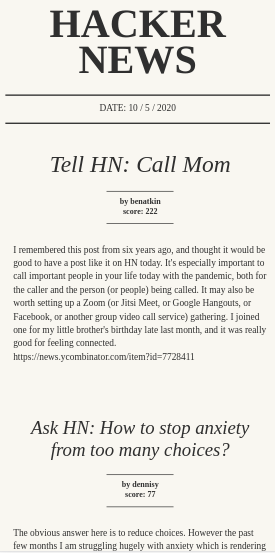 HACKER
NEWS
DATE: 10 / 5 / 2020
Tell HN: Call Mom
by benatkin
score: 222
I remembered this post from six years ago, and thought it would be
good to have a post like it on HN today. It's especially important to
call important people in your life today with the pandemic, both for
the caller and the person (or people) being called. It may also be
worth setting up a Zoom (or Jitsi Meet, or Google Hangouts, or
Facebook, or another group video call service) gathering. I joined
one for my little brother's birthday late last month, and it was really
good for feeling connected.
https://news.ycombinator.com/item?id=7728411
Ask HN: How to stop anxiety
from too many choices?
by dennisy
score: 77
The obvious answer here is to reduce choices. However the past
few months I am struggling hugely with anxiety which is rendering